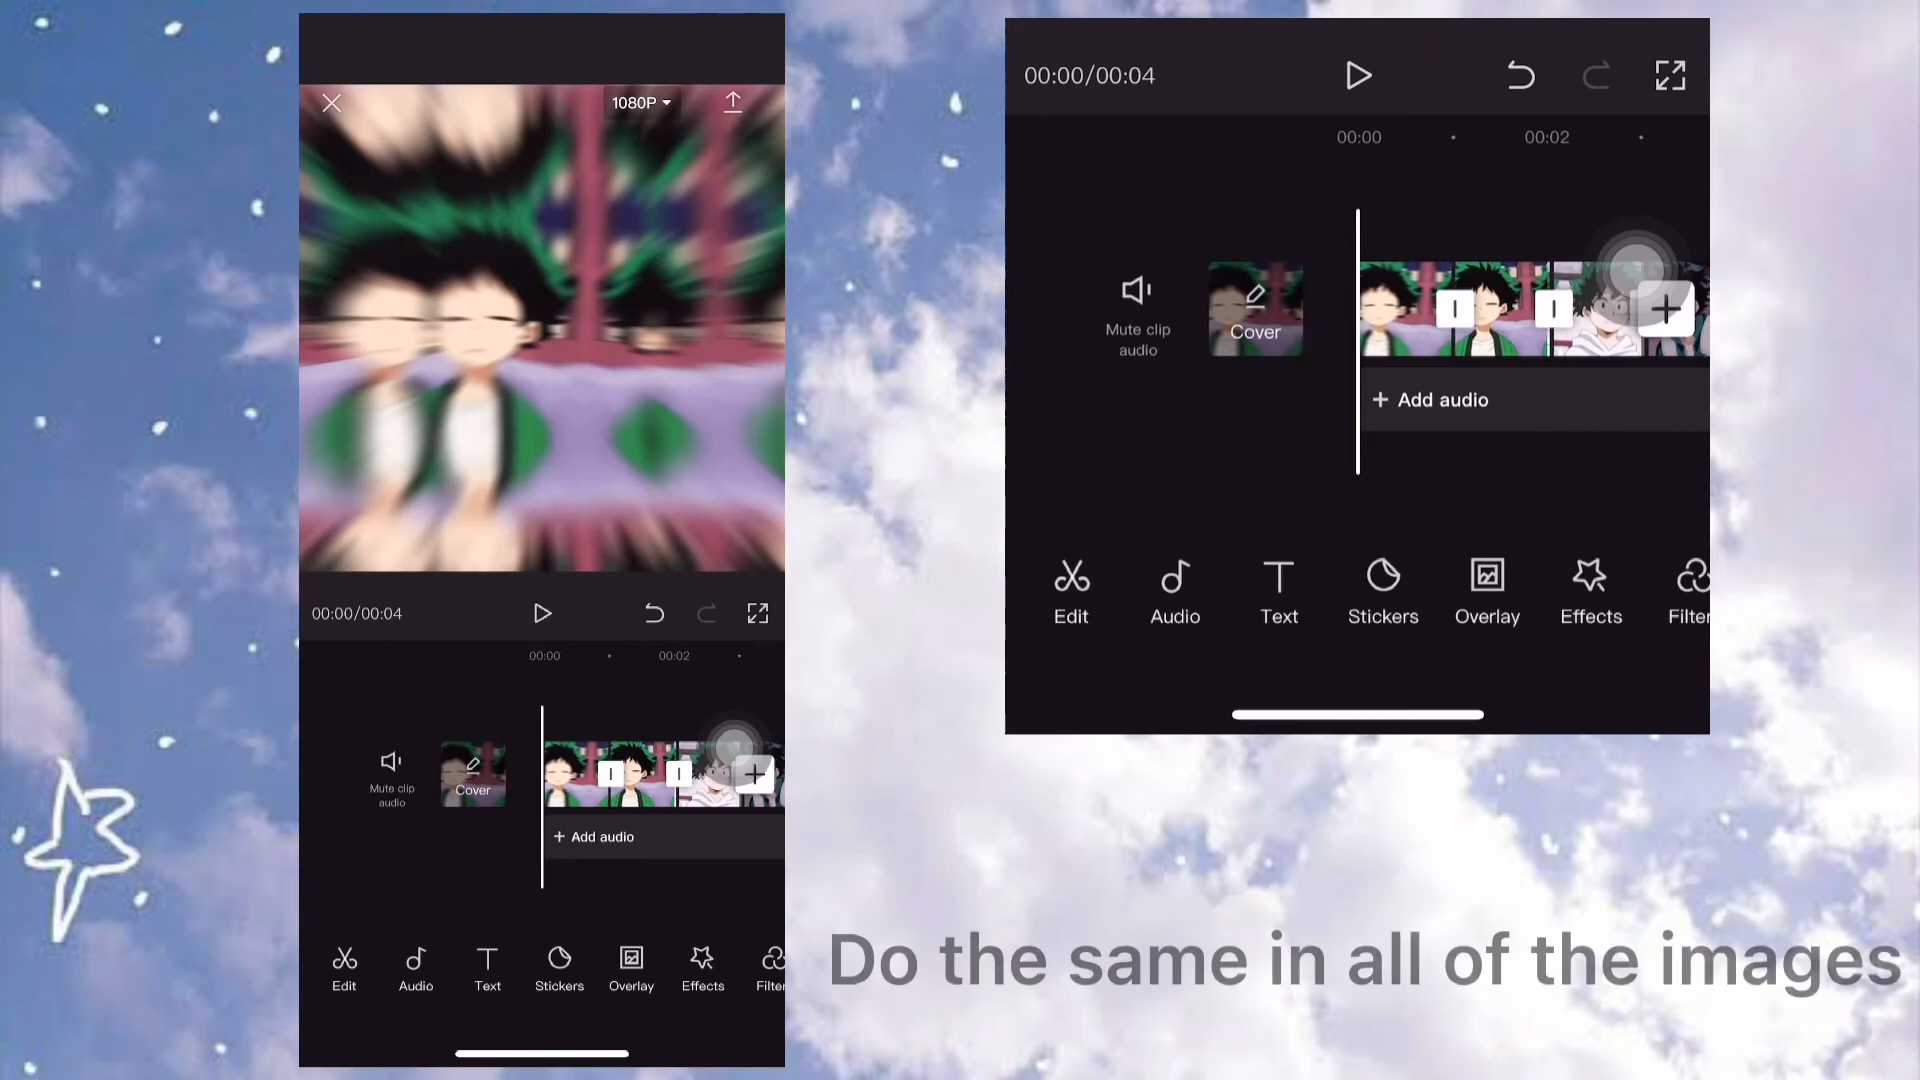 1080P
00:00/00:04
00:00
00:02
Mute clip
audio
Cover
+ Add audio
Edit
Audio
Text
Stickers
Overlay
Effects
Filter
00:00/00:04
00:00
00:02
Mute clip
audio
Cover
+ Add audio
Edit
Audio
Text
Stickers
Overlay
Effects
Filter
Do the same in all of the images